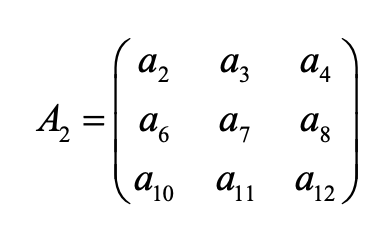 A₂ = ( a₂ a₃ a₄
a₆ a₇ a₈
a₁₀ a₁₁ a₁₂ )